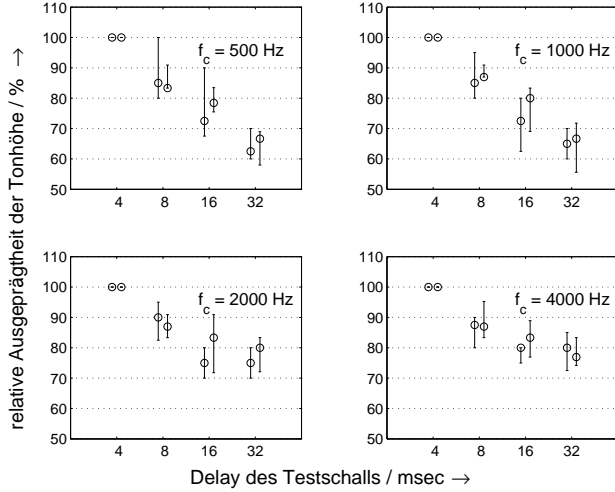 relative Ausgeprägtheit der Tonhöhe / % →
110
100
90
80
70
60
50
f_c = 500 Hz
4 8 16 32
110
100
90
80
70
60
50
f_c = 1000 Hz
4 8 16 32
110
100
90
80
70
60
50
f_c = 2000 Hz
4 8 16 32
110
100
90
80
70
60
50
f_c = 4000 Hz
4 8 16 32
Delay des Testschalls / msec →